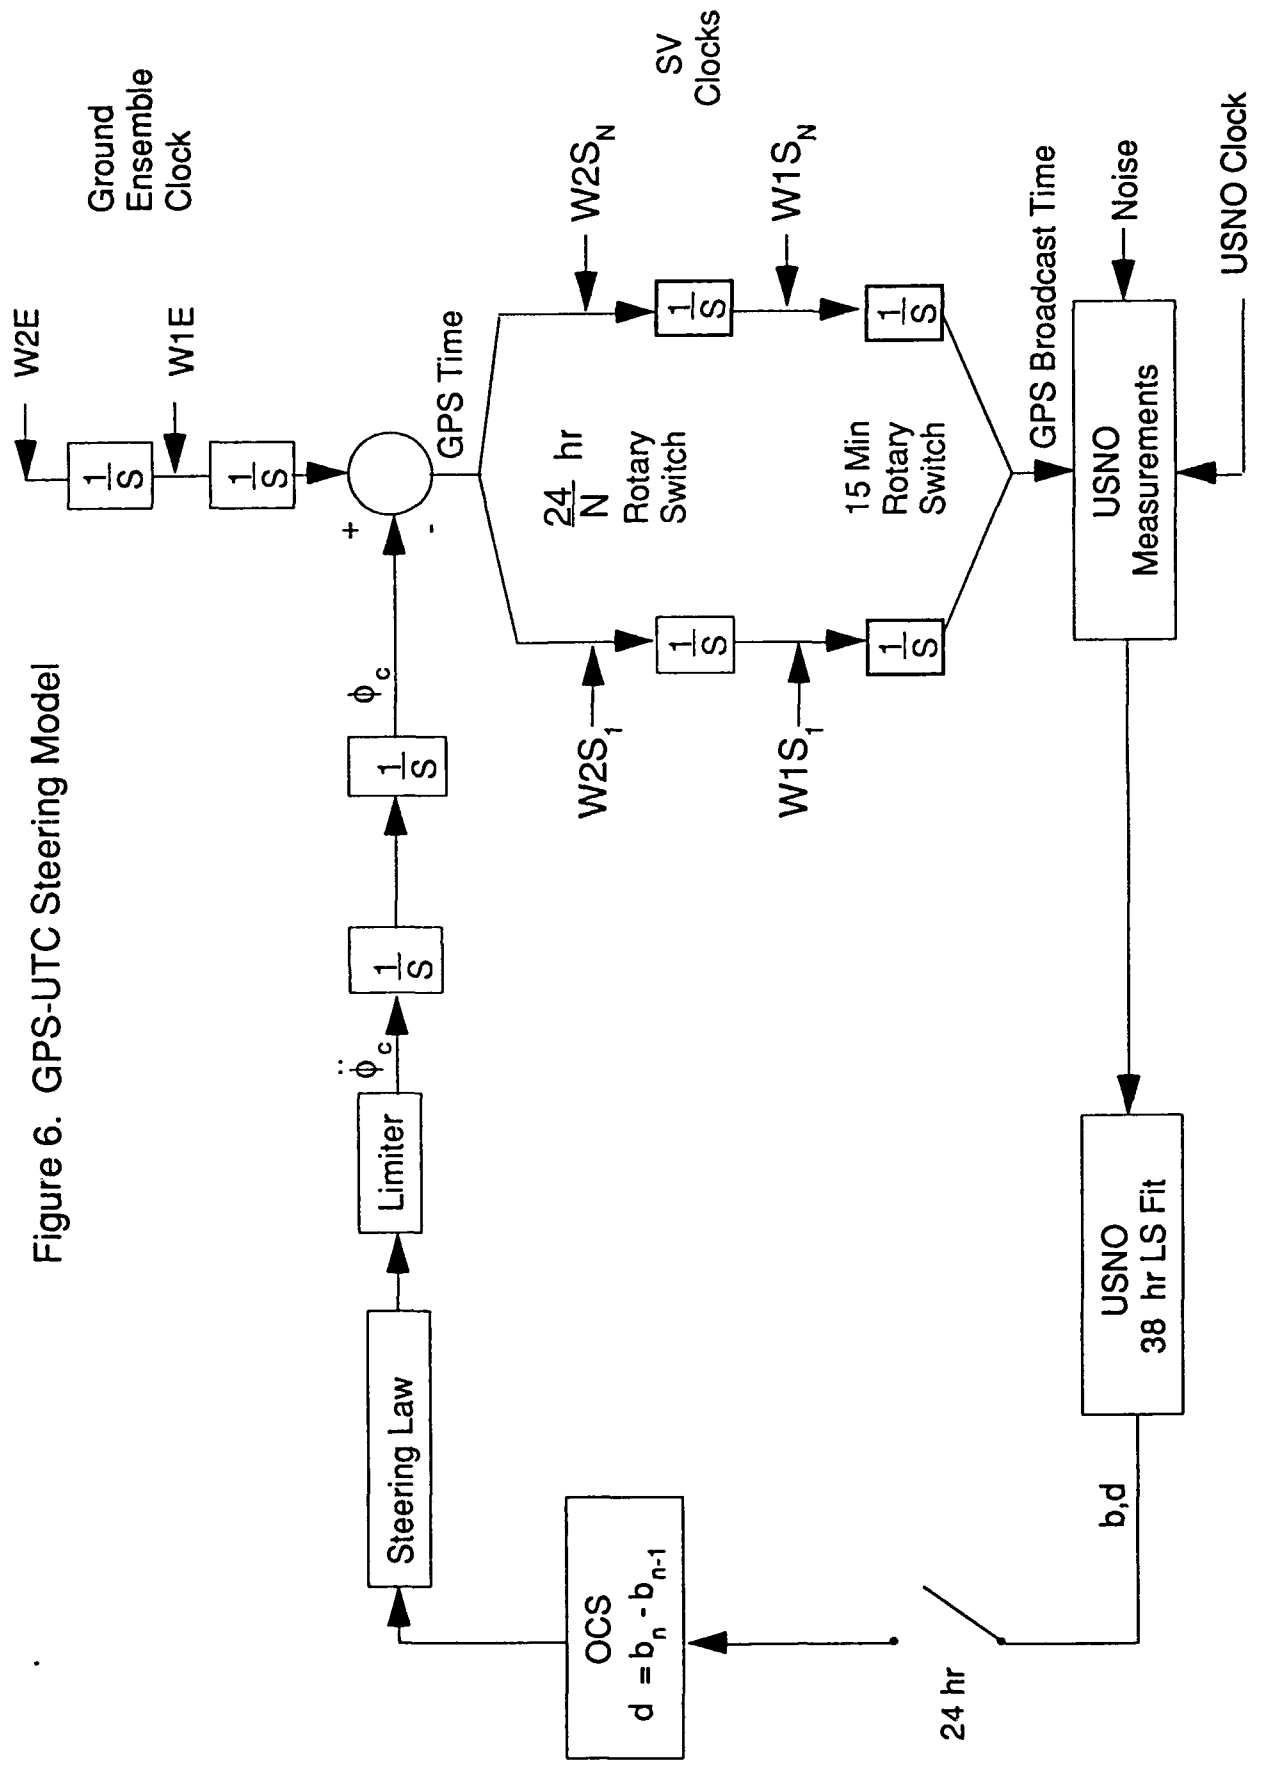 Figure 6. GPS-UTC Steering Model
W2E
Ground
Ensemble
Clock
1/S
W1E
1/S
+
-
GPS Time
Steering Law
Limiter
φ̈c
1/S
1/S
φc
24/N hr
Rotary
Switch
W2S1
W2SN
SV
Clocks
1/S
1/S
W1S1
W1SN
15 Min
Rotary
Switch
1/S
1/S
GPS Broadcast Time
OCS
d = bn - bn-1
24 hr
b,d
USNO
38 hr LS Fit
USNO
Measurements
Noise
USNO Clock